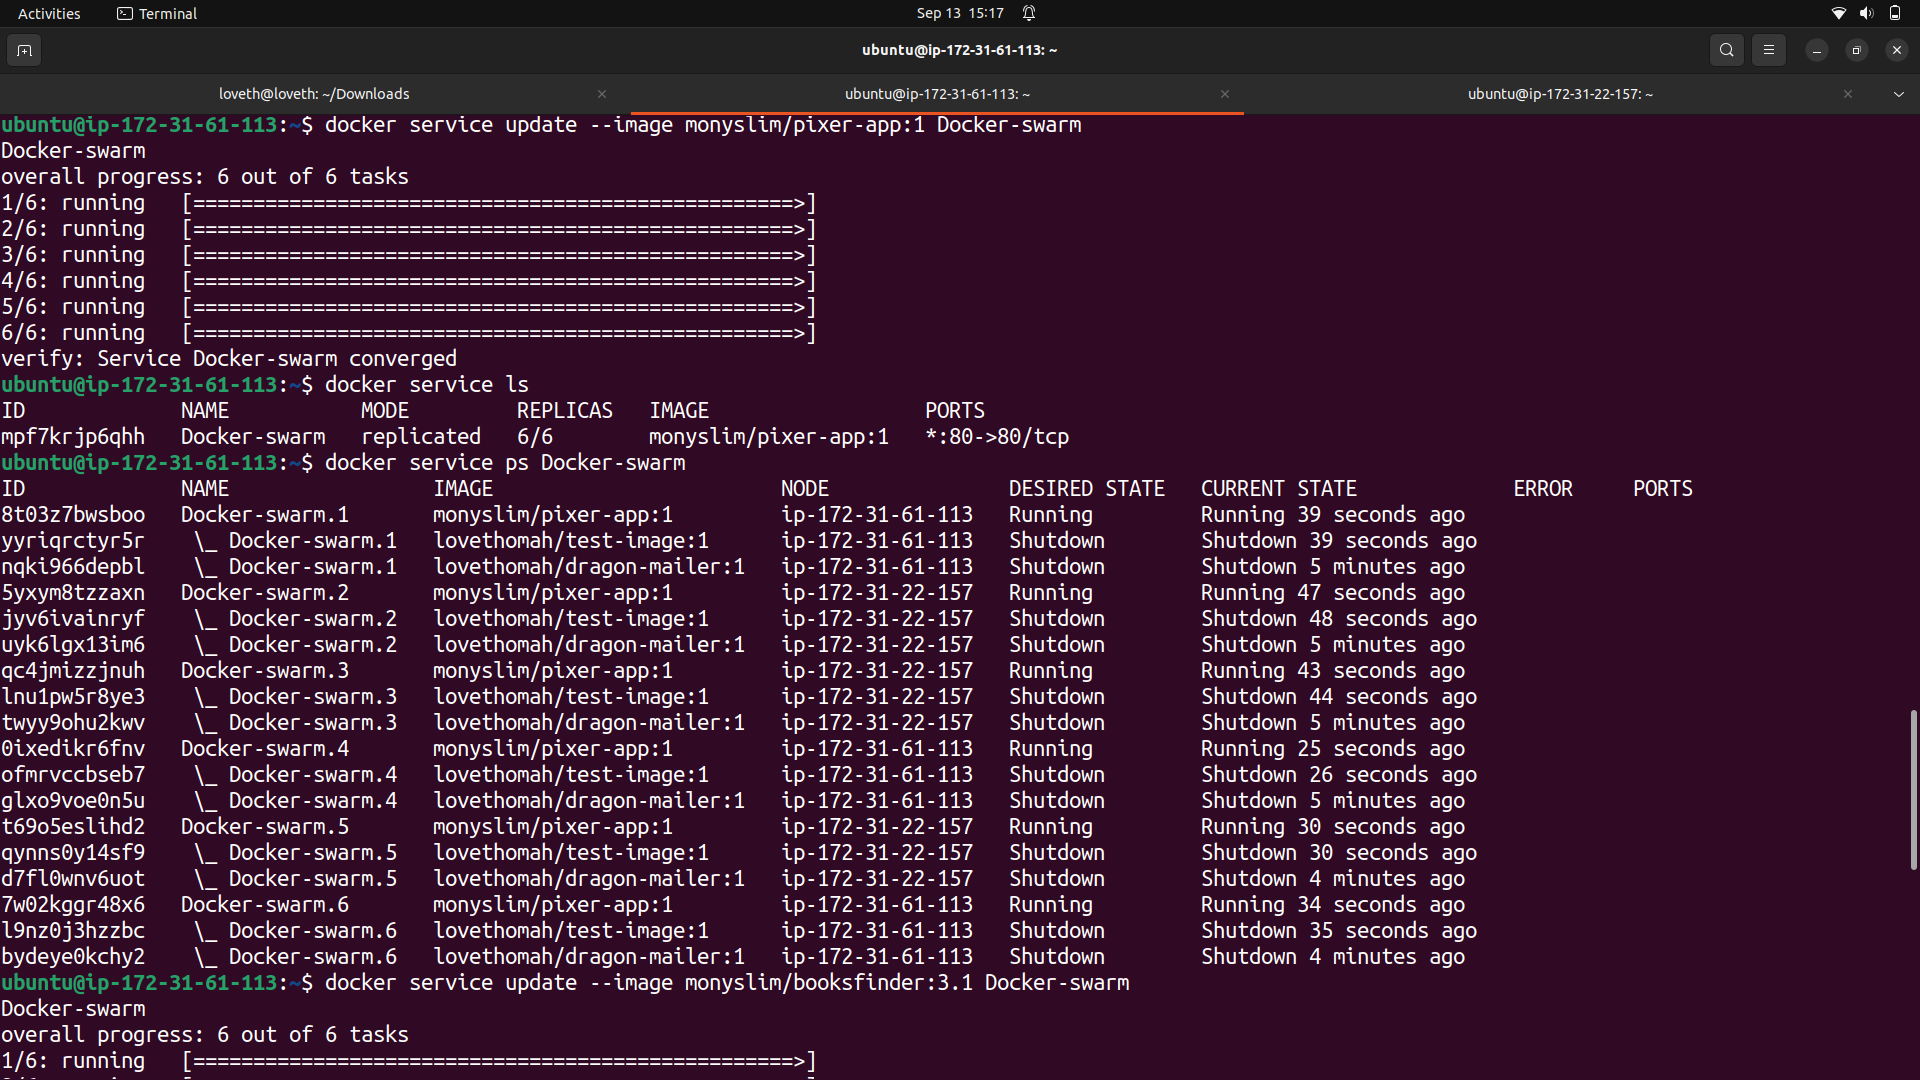 Activities Terminal Sep 13 15:17
ubuntu@ip-172-31-61-113: ~
loveth@loveth: ~/Downloads ubuntu@ip-172-31-61-113: ~ ubuntu@ip-172-31-22-157: ~
ubuntu@ip-172-31-61-113:~$ docker service update --image monyslim/pixer-app:1 Docker-swarm
Docker-swarm
overall progress: 6 out of 6 tasks
1/6: running   [==================================================>]
2/6: running   [==================================================>]
3/6: running   [==================================================>]
4/6: running   [==================================================>]
5/6: running   [==================================================>]
6/6: running   [==================================================>]
verify: Service Docker-swarm converged
ubuntu@ip-172-31-61-113:~$ docker service ls
ID             NAME           MODE         REPLICAS   IMAGE                  PORTS
mpf7krjp6qhh   Docker-swarm   replicated   6/6        monyslim/pixer-app:1   *:80->80/tcp
ubuntu@ip-172-31-61-113:~$ docker service ps Docker-swarm
ID             NAME                 IMAGE                        NODE               DESIRED STATE   CURRENT STATE             ERROR     PORTS
8t03z7bwsboo   Docker-swarm.1       monyslim/pixer-app:1         ip-172-31-61-113   Running         Running 39 seconds ago
yyriqrctyr5r    \_ Docker-swarm.1   lovethomah/test-image:1      ip-172-31-61-113   Shutdown        Shutdown 39 seconds ago
nqki966depbl    \_ Docker-swarm.1   lovethomah/dragon-mailer:1   ip-172-31-61-113   Shutdown        Shutdown 5 minutes ago
5yxym8tzzaxn   Docker-swarm.2       monyslim/pixer-app:1         ip-172-31-22-157   Running         Running 47 seconds ago
jyv6ivainryf    \_ Docker-swarm.2   lovethomah/test-image:1      ip-172-31-22-157   Shutdown        Shutdown 48 seconds ago
uyk6lgx13im6    \_ Docker-swarm.2   lovethomah/dragon-mailer:1   ip-172-31-22-157   Shutdown        Shutdown 5 minutes ago
qc4jmizzjnuh   Docker-swarm.3       monyslim/pixer-app:1         ip-172-31-22-157   Running         Running 43 seconds ago
lnu1pw5r8ye3    \_ Docker-swarm.3   lovethomah/test-image:1      ip-172-31-22-157   Shutdown        Shutdown 44 seconds ago
twyy9ohu2kwv    \_ Docker-swarm.3   lovethomah/dragon-mailer:1   ip-172-31-22-157   Shutdown        Shutdown 5 minutes ago
0ixedikr6fnv   Docker-swarm.4       monyslim/pixer-app:1         ip-172-31-61-113   Running         Running 25 seconds ago
ofmrvccbseb7    \_ Docker-swarm.4   lovethomah/test-image:1      ip-172-31-61-113   Shutdown        Shutdown 26 seconds ago
glxo9voe0n5u    \_ Docker-swarm.4   lovethomah/dragon-mailer:1   ip-172-31-61-113   Shutdown        Shutdown 5 minutes ago
t69o5eslihd2   Docker-swarm.5       monyslim/pixer-app:1         ip-172-31-22-157   Running         Running 30 seconds ago
qynns0y14sf9    \_ Docker-swarm.5   lovethomah/test-image:1      ip-172-31-22-157   Shutdown        Shutdown 30 seconds ago
d7fl0wnv6uot    \_ Docker-swarm.5   lovethomah/dragon-mailer:1   ip-172-31-22-157   Shutdown        Shutdown 4 minutes ago
7w02kggr48x6   Docker-swarm.6       monyslim/pixer-app:1         ip-172-31-61-113   Running         Running 34 seconds ago
l9nz0j3hzzbc    \_ Docker-swarm.6   lovethomah/test-image:1      ip-172-31-61-113   Shutdown        Shutdown 35 seconds ago
bydeye0kchy2    \_ Docker-swarm.6   lovethomah/dragon-mailer:1   ip-172-31-61-113   Shutdown        Shutdown 4 minutes ago
ubuntu@ip-172-31-61-113:~$ docker service update --image monyslim/booksfinder:3.1 Docker-swarm
Docker-swarm
overall progress: 6 out of 6 tasks
1/6: running   [==================================================>]